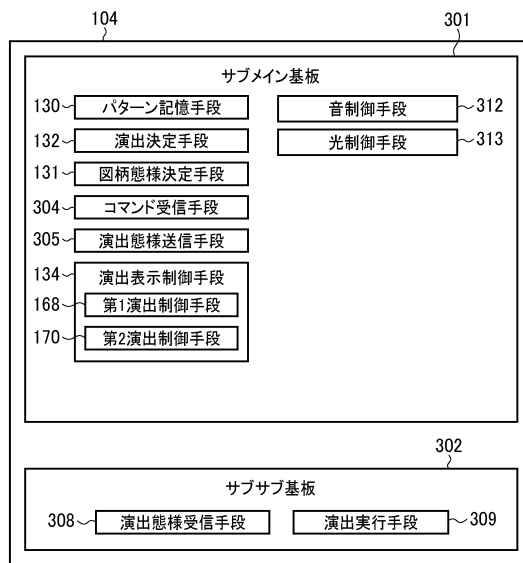 104
301
サブメイン基板
130 パターン記憶手段 音制御手段 312
132 演出決定手段 光制御手段 313
131 図柄態様決定手段
304 コマンド受信手段
305 演出態様送信手段
134 演出表示制御手段
168 第1演出制御手段
170 第2演出制御手段
302
サブサブ基板
308 演出態様受信手段 演出実行手段 309